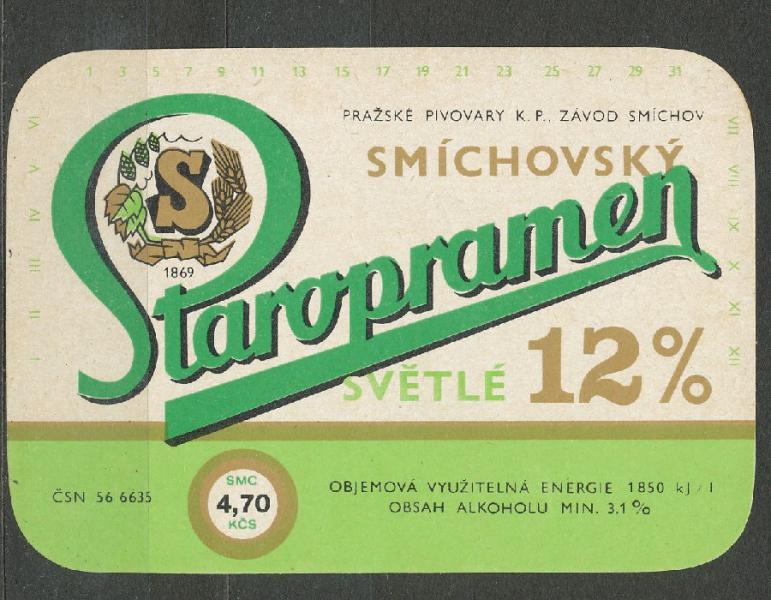 1 3 5 7 9 11 13 15 17 19 21 23 25 27 29 31
PRAŽSKÉ PIVOVARY K. P., ZÁVOD SMÍCHOV
SMÍCHOVSKÝ
S
1869
Staropramen
SVĚTLÉ 12%
I II III IV V VI
VII VIII IX X XI XII
ČSN 56 6635
SMC
4,70
KČS
OBJEMOVÁ VYUŽITELNÁ ENERGIE 1850 kJ / l
OBSAH ALKOHOLU MIN. 3,1 %